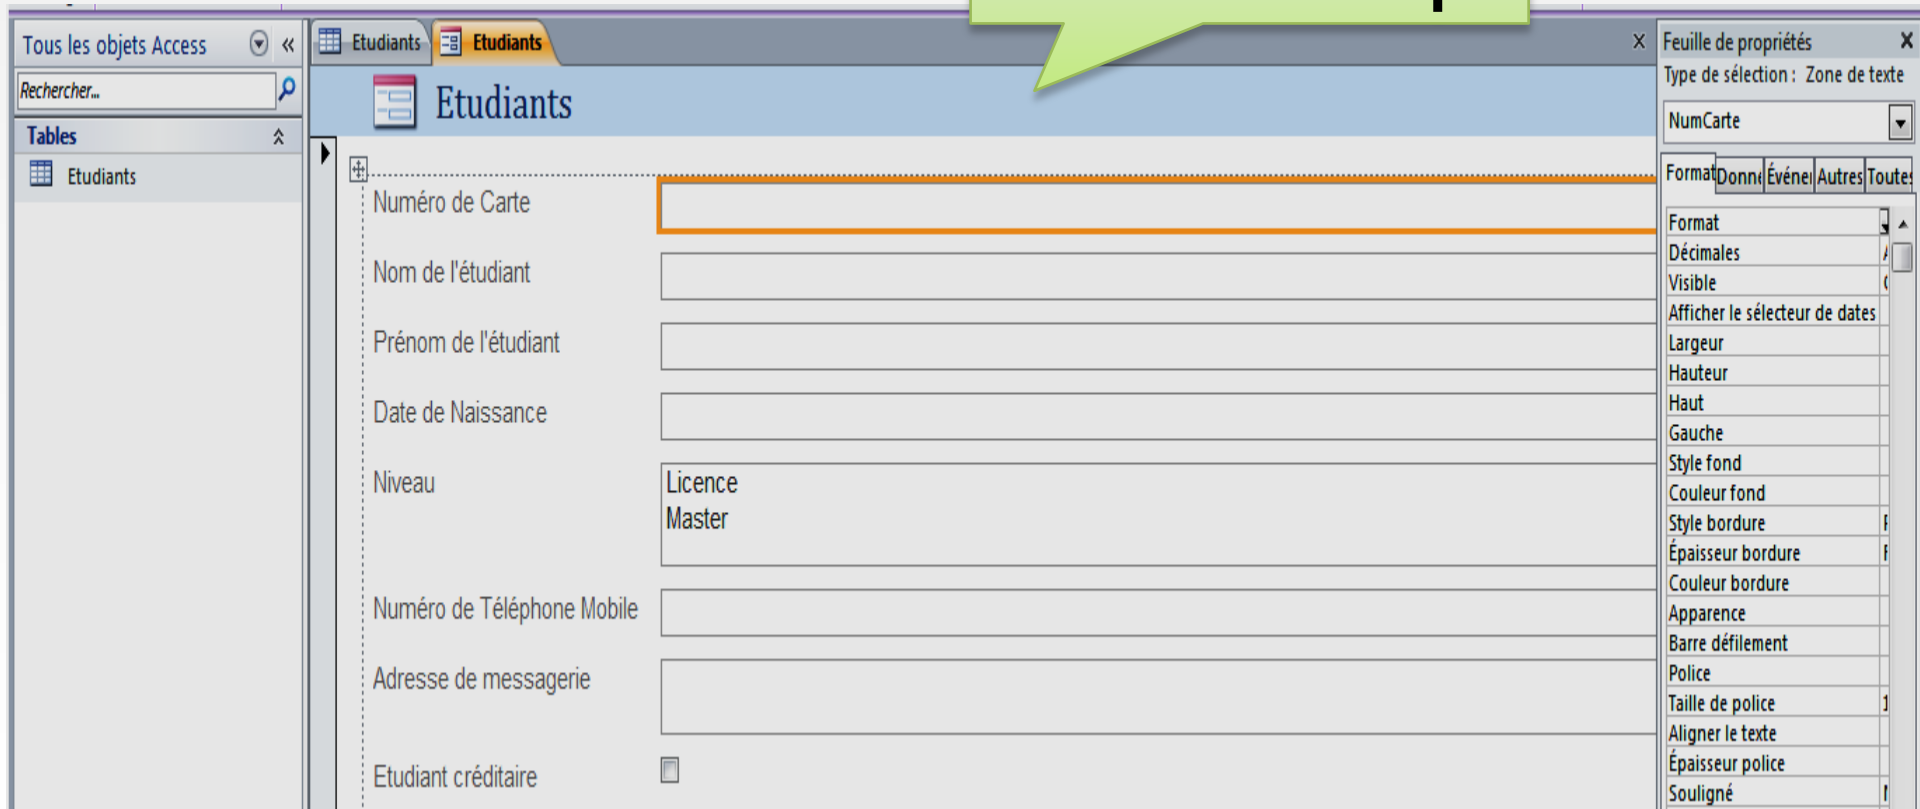 Tous les objets Access
Rechercher...
Tables
Etudiants
Etudiants
Etudiants
Etudiants
Numéro de Carte
Nom de l'étudiant
Prénom de l'étudiant
Date de Naissance
Niveau
Licence
Master
Numéro de Téléphone Mobile
Adresse de messagerie
Etudiant créditaire
Feuille de propriétés
Type de sélection : Zone de texte
NumCarte
Format
Autres
Toutes
Format
Décimales
Visible
Afficher le sélecteur de dates
Largeur
Hauteur
Haut
Gauche
Style fond
Couleur fond
Style bordure
Épaisseur bordure
Couleur bordure
Apparence
Barre défilement
Police
Taille de police
Aligner le texte
Épaisseur police
Souligné